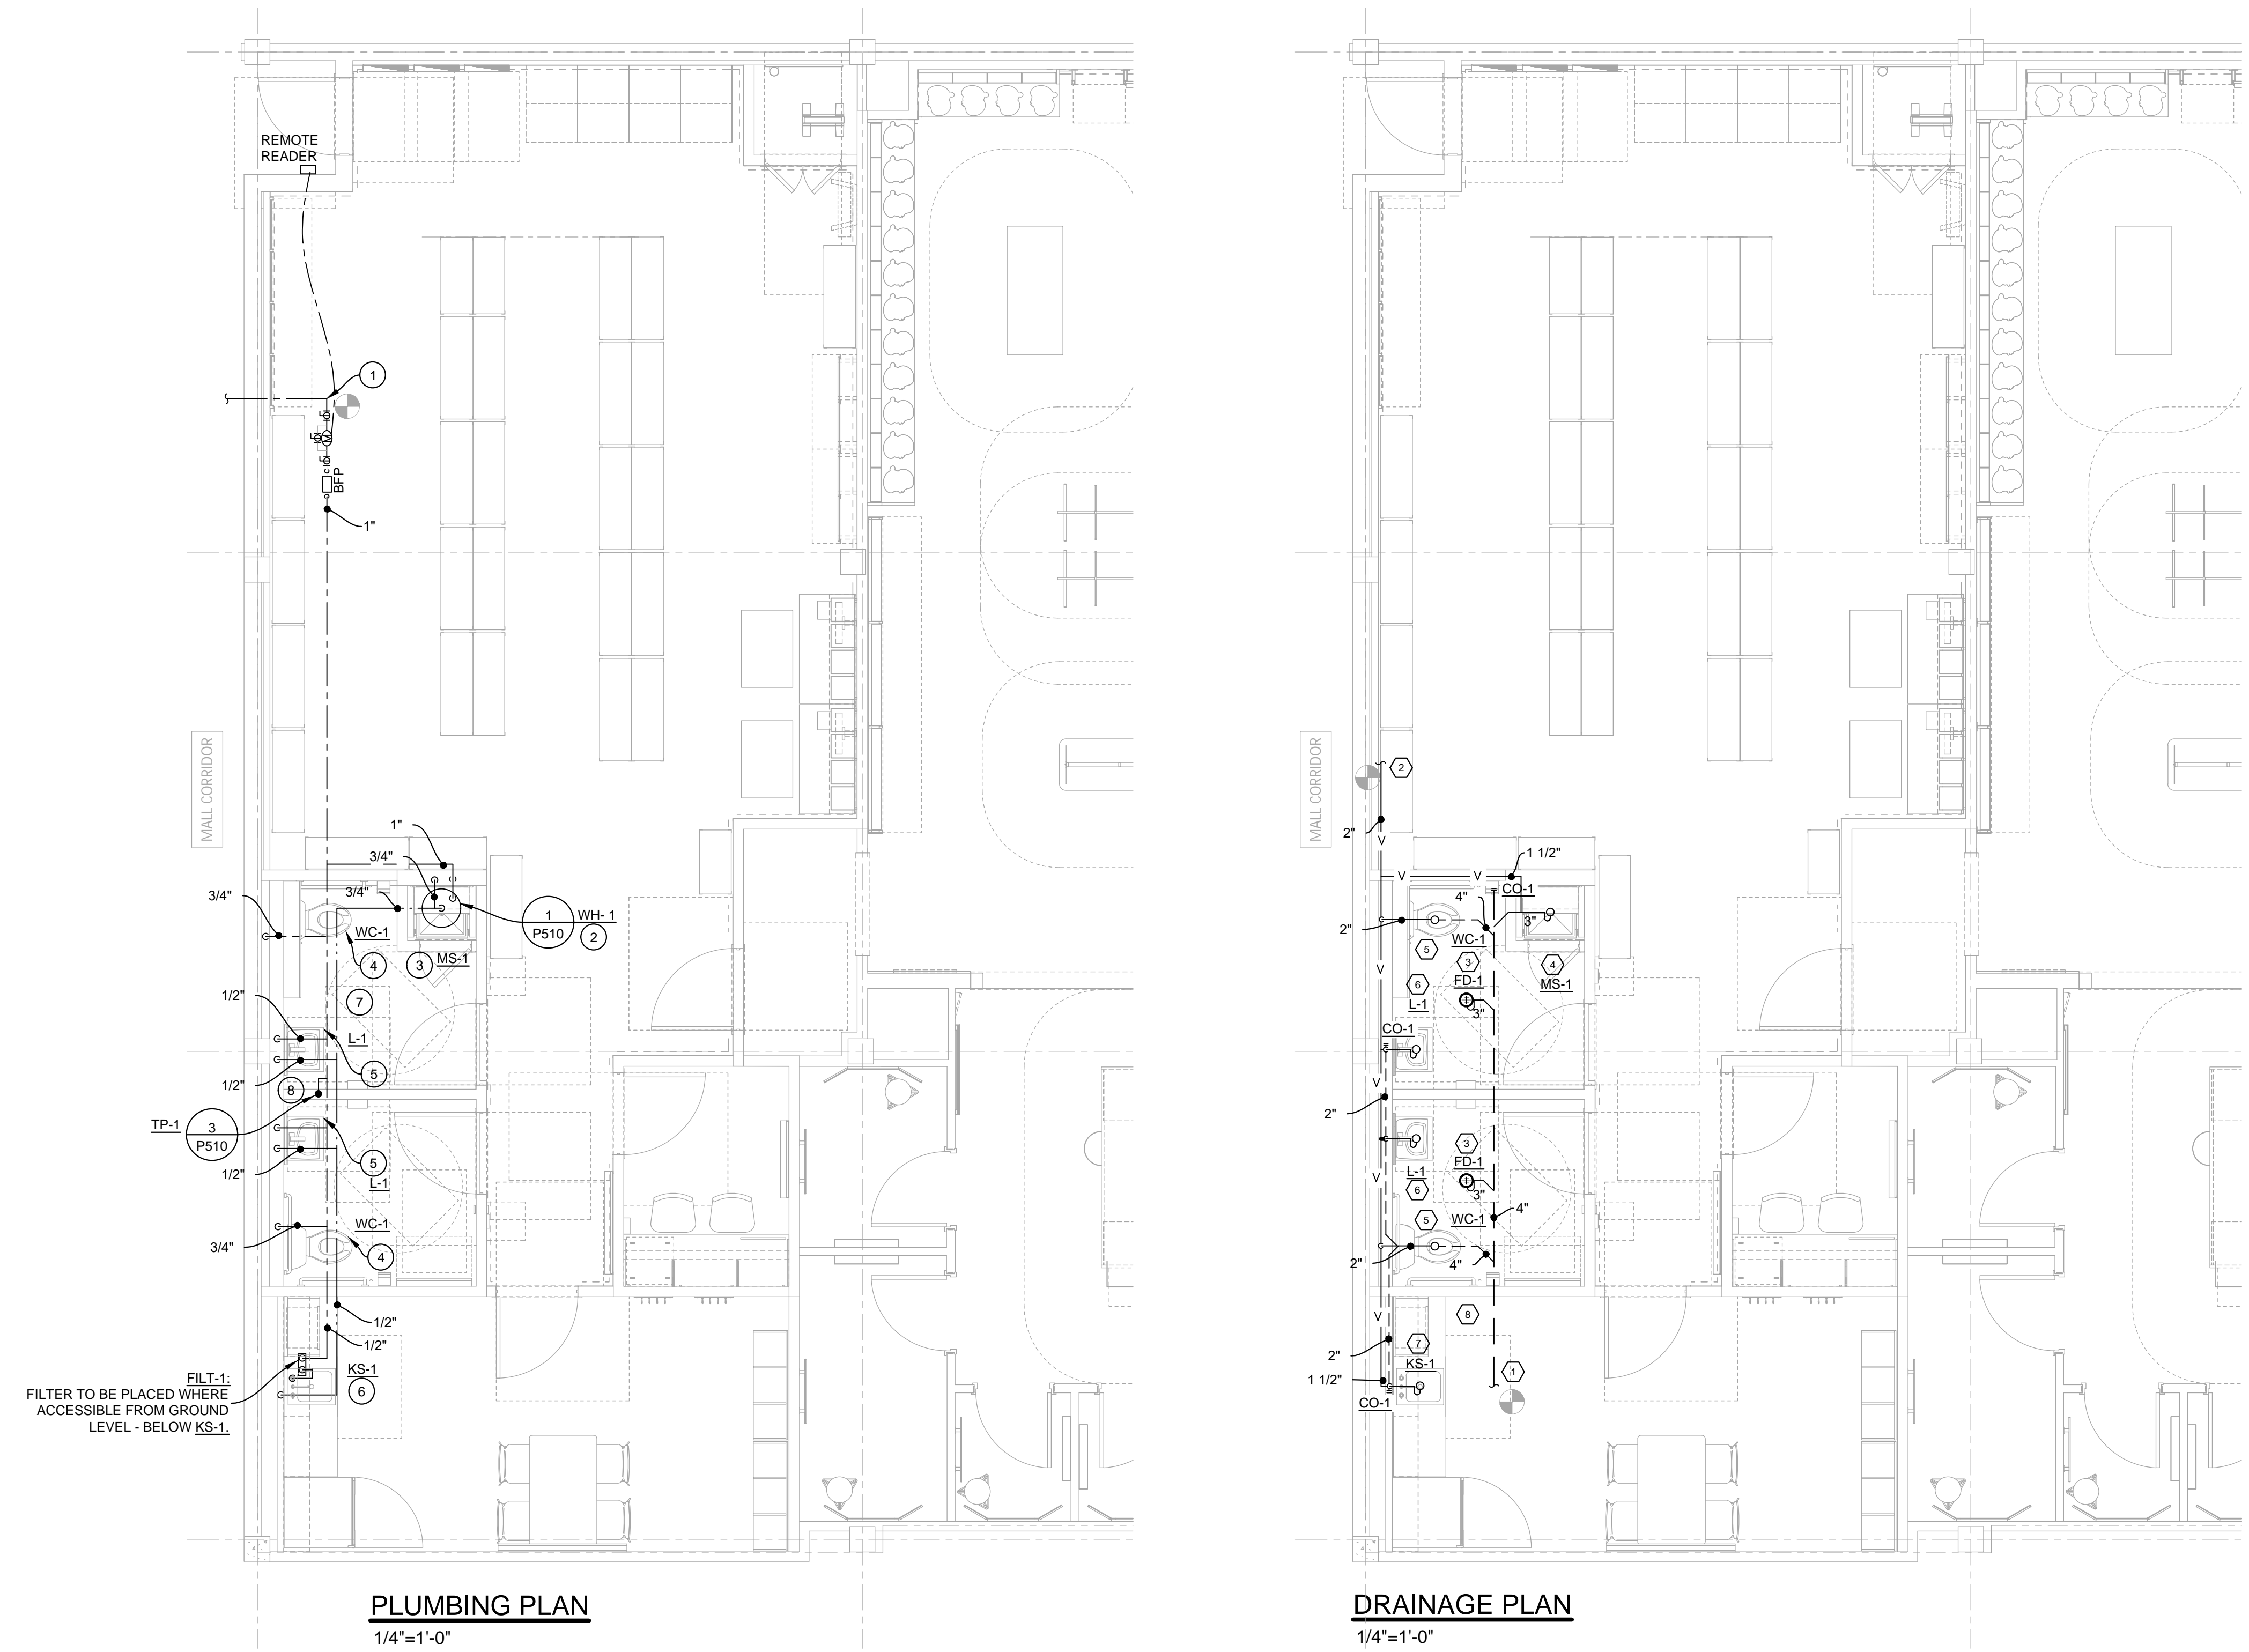 REMOTE
READER
1
BFP
1"
MALL CORRIDOR
1"
3/4"
3/4"
3/4"
1
P510
WH- 1
2
WC-1
4
3
MS-1
7
1/2"
L-1
1/2"
5
8
TP-1
3
P510
1/2"
5
L-1
WC-1
3/4"
4
1/2"
1/2"
KS-1
6
FILT-1:
FILTER TO BE PLACED WHERE
ACCESSIBLE FROM GROUND
LEVEL - BELOW KS-1.
PLUMBING PLAN
1/4"=1'-0"
MALL CORRIDOR
2
2"
V
1 1/2"
V
V
CO-1
4"
3"
2"
WC-1
5
3
4
V
6
FD-1
MS-1
L-1
3"
CO-1
V
2"
3
FD-1
L-1
V
6
3"
5
WC-1
4"
2"
4"
V
8
7
2"
KS-1
1
1 1/2"
CO-1
DRAINAGE PLAN
1/4"=1'-0"